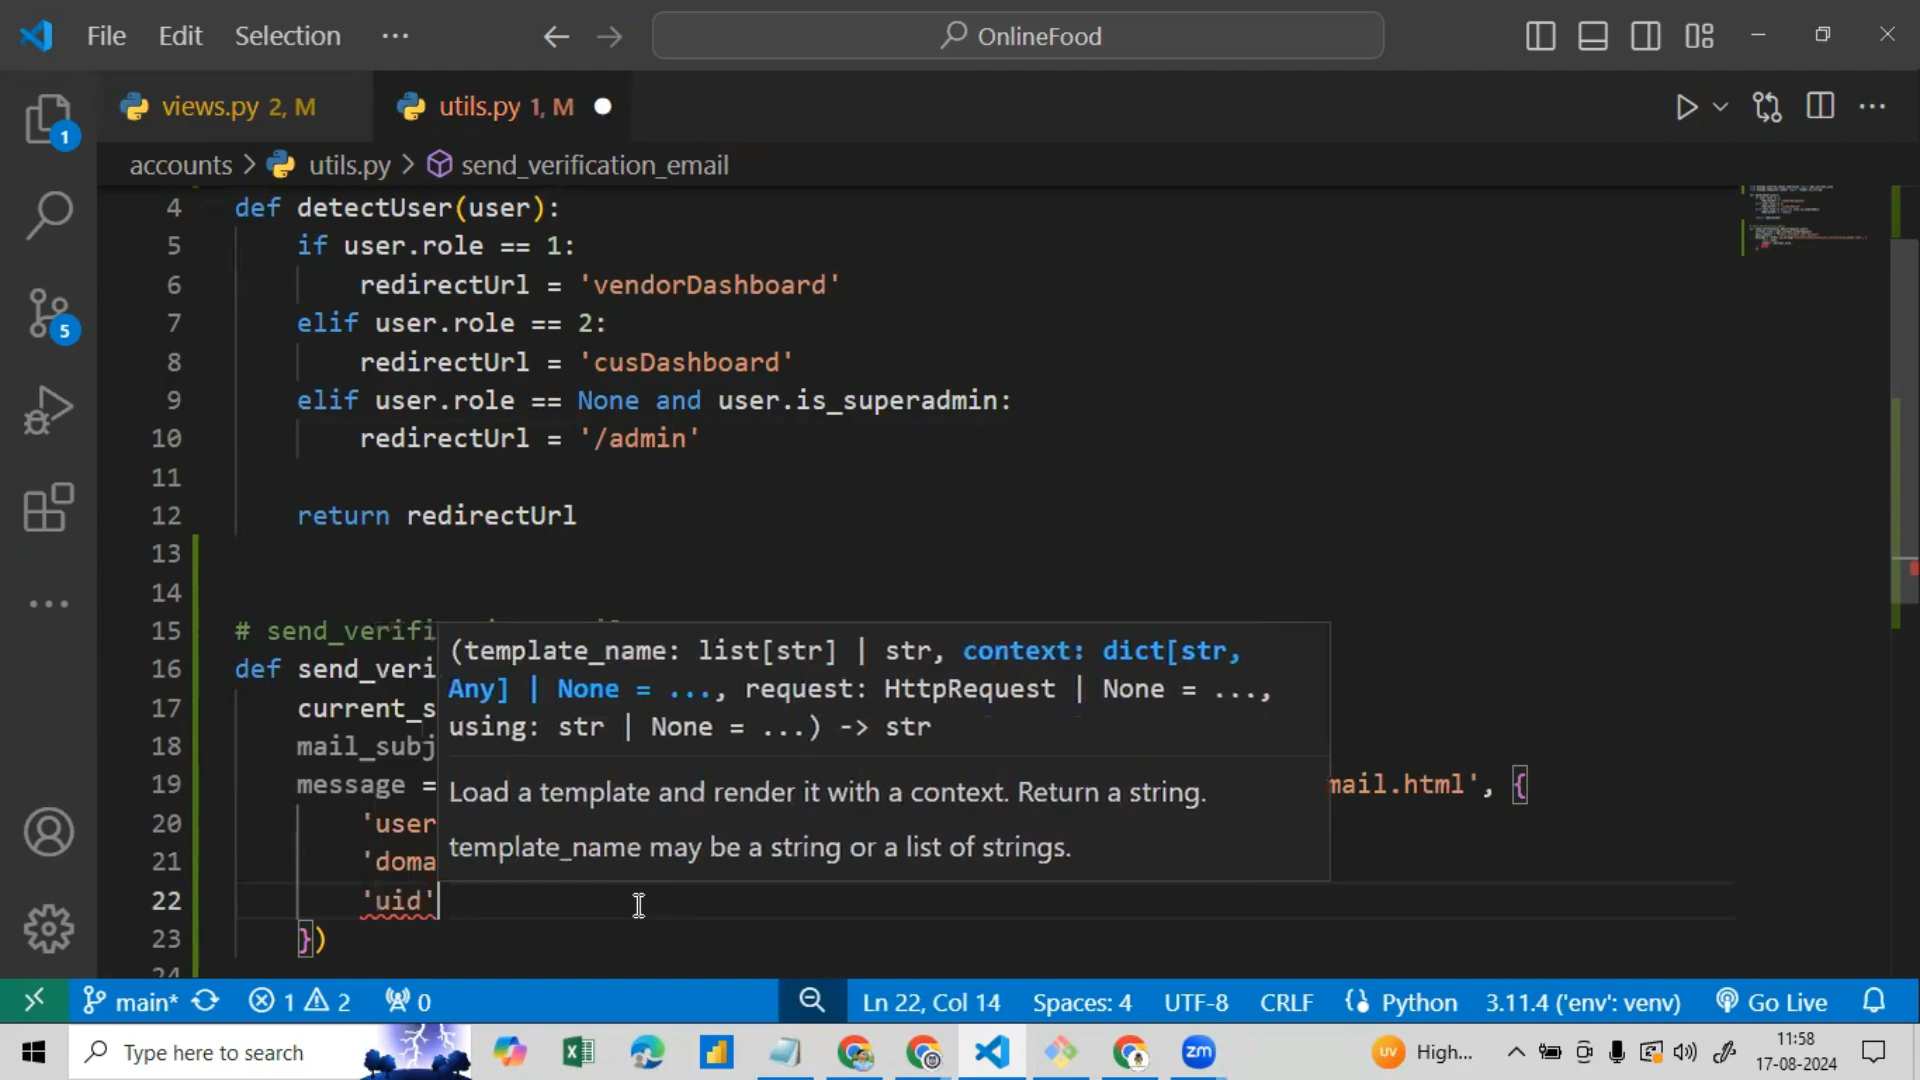 File Edit Selection ··· OnlineFood
views.py 2, M
utils.py 1, M
accounts > utils.py > send_verification_email
4 def detectUser(user):
5 if user.role == 1:
6 redirectUrl = 'vendorDashboard'
7 elif user.role == 2:
8 redirectUrl = 'cusDashboard'
9 elif user.role == None and user.is_superadmin:
10 redirectUrl = '/admin'
11
12 return redirectUrl
13
14
15 # send_verifi
16 def send_veri
17 current_s
18 mail_subj
19 message = mail.html', {
20 'user
21 'doma
22 'uid'
23 })
24
(template_name: list[str] | str, context: dict[str,
Any] | None = ..., request: HttpRequest | None = ...,
using: str | None = ...) -> str
Load a template and render it with a context. Return a string.
template_name may be a string or a list of strings.
1
5
main* 1 2 0 Ln 22, Col 14 Spaces: 4 UTF-8 CRLF Python 3.11.4 ('env': venv) Go Live
Type here to search zm UV High... 11:58
17-08-2024